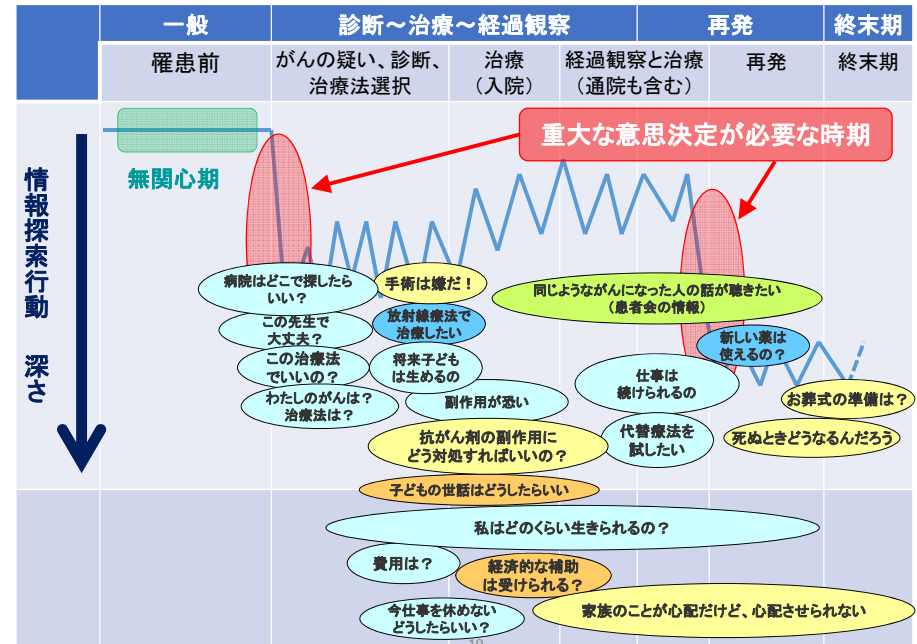 一般
診断～治療～経過観察
再発
終末期
罹患前
がんの疑い、診断、
治療法選択
治療
（入院）
経過観察と治療
（通院も含む）
再発
終末期
重大な意思決定が必要な時期
無関心期
情報探索行動　深さ
病院はどこで探したら
いい？
手術は嫌だ！
同じようながんになった人の話が聴きたい
（患者会の情報）
この先生で
大丈夫？
放射線療法で
治療したい
新しい薬は
使えるの？
この治療法
でいいの？
将来子ども
は生めるの
仕事は
続けられるの
わたしのがんは？
治療法は？
副作用が恐い
お葬式の準備は？
抗がん剤の副作用に
どう対処すればいいの？
代替療法を
試したい
死ぬときどうなるんだろう
子どもの世話はどうしたらいい
私はどのくらい生きられるの？
費用は？
経済的な補助
は受けられる？
今仕事を休めない
どうしたらいい？
家族のことが心配だけど、心配させられない
10